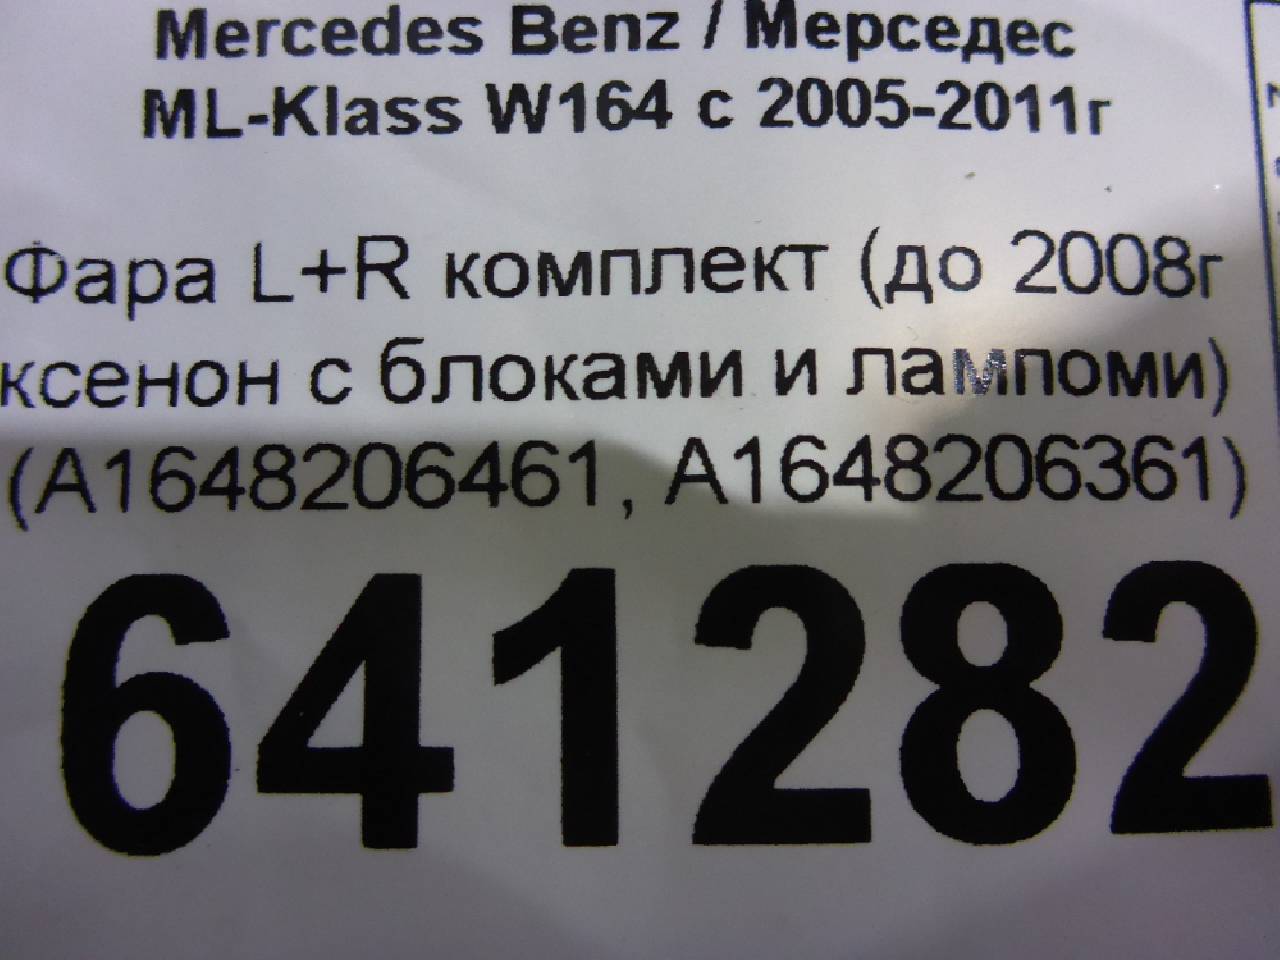 Mercedes Benz / Мерседес
ML-Klass W164 с 2005-2011г
Фара L+R комплект (до 2008г
ксенон с блоками и лампоми)
(A1648206461, A1648206361)
641282